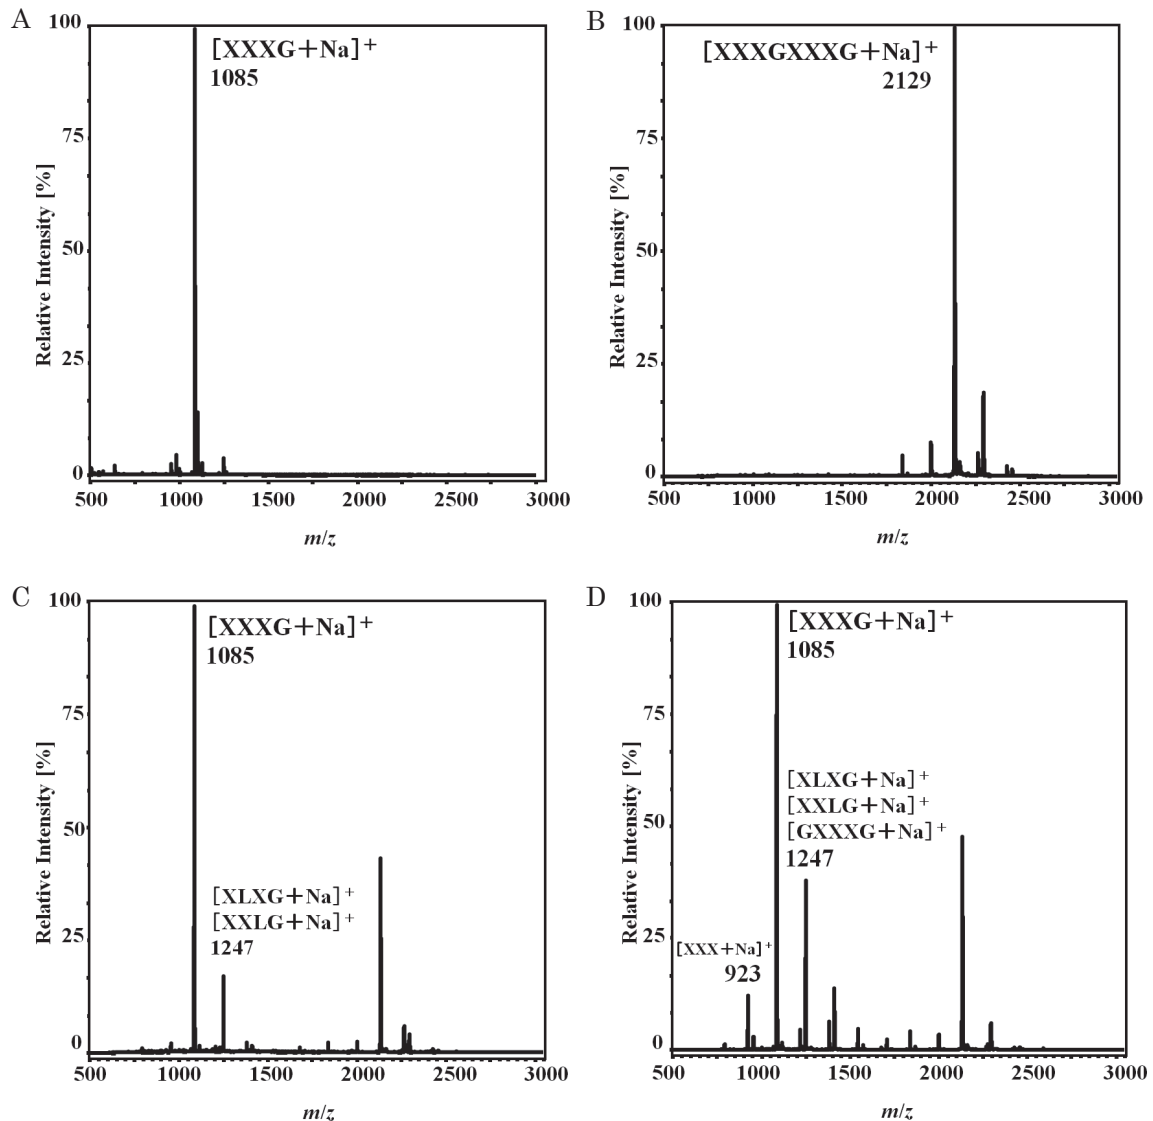 A
100
75
50
25
0
Relative Intensity [%]
[XXXG+Na]+
1085
500
1000
1500
2000
2500
3000
m/z
B
100
75
50
25
0
Relative Intensity [%]
[XXXGXXXG+Na]+
2129
500
1000
1500
2000
2500
3000
m/z
C
100
75
50
25
0
Relative Intensity [%]
[XXXG+Na]+
1085
[XLXG+Na]+
[XXLG+Na]+
1247
500
1000
1500
2000
2500
3000
m/z
D
100
75
50
25
0
Relative Intensity [%]
[XXXG+Na]+
1085
[XLXG+Na]+
[XXLG+Na]+
[GXXXG+Na]+
1247
[XXX+Na]+
923
500
1000
1500
2000
2500
3000
m/z